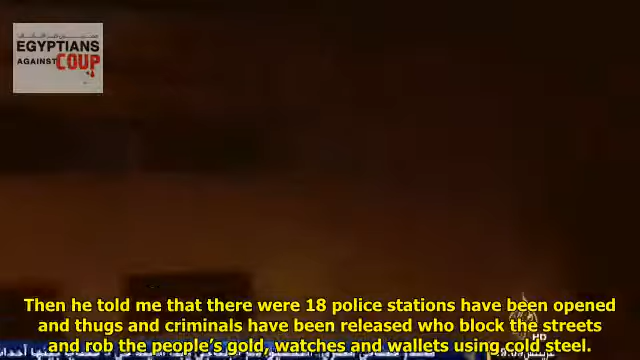 EGYPTIANS
AGAINST COUP
Then he told me that there were 18 police stations have been opened
and thugs and criminals have been released who block the streets
and rob the people's gold, watches and wallets using cold steel.